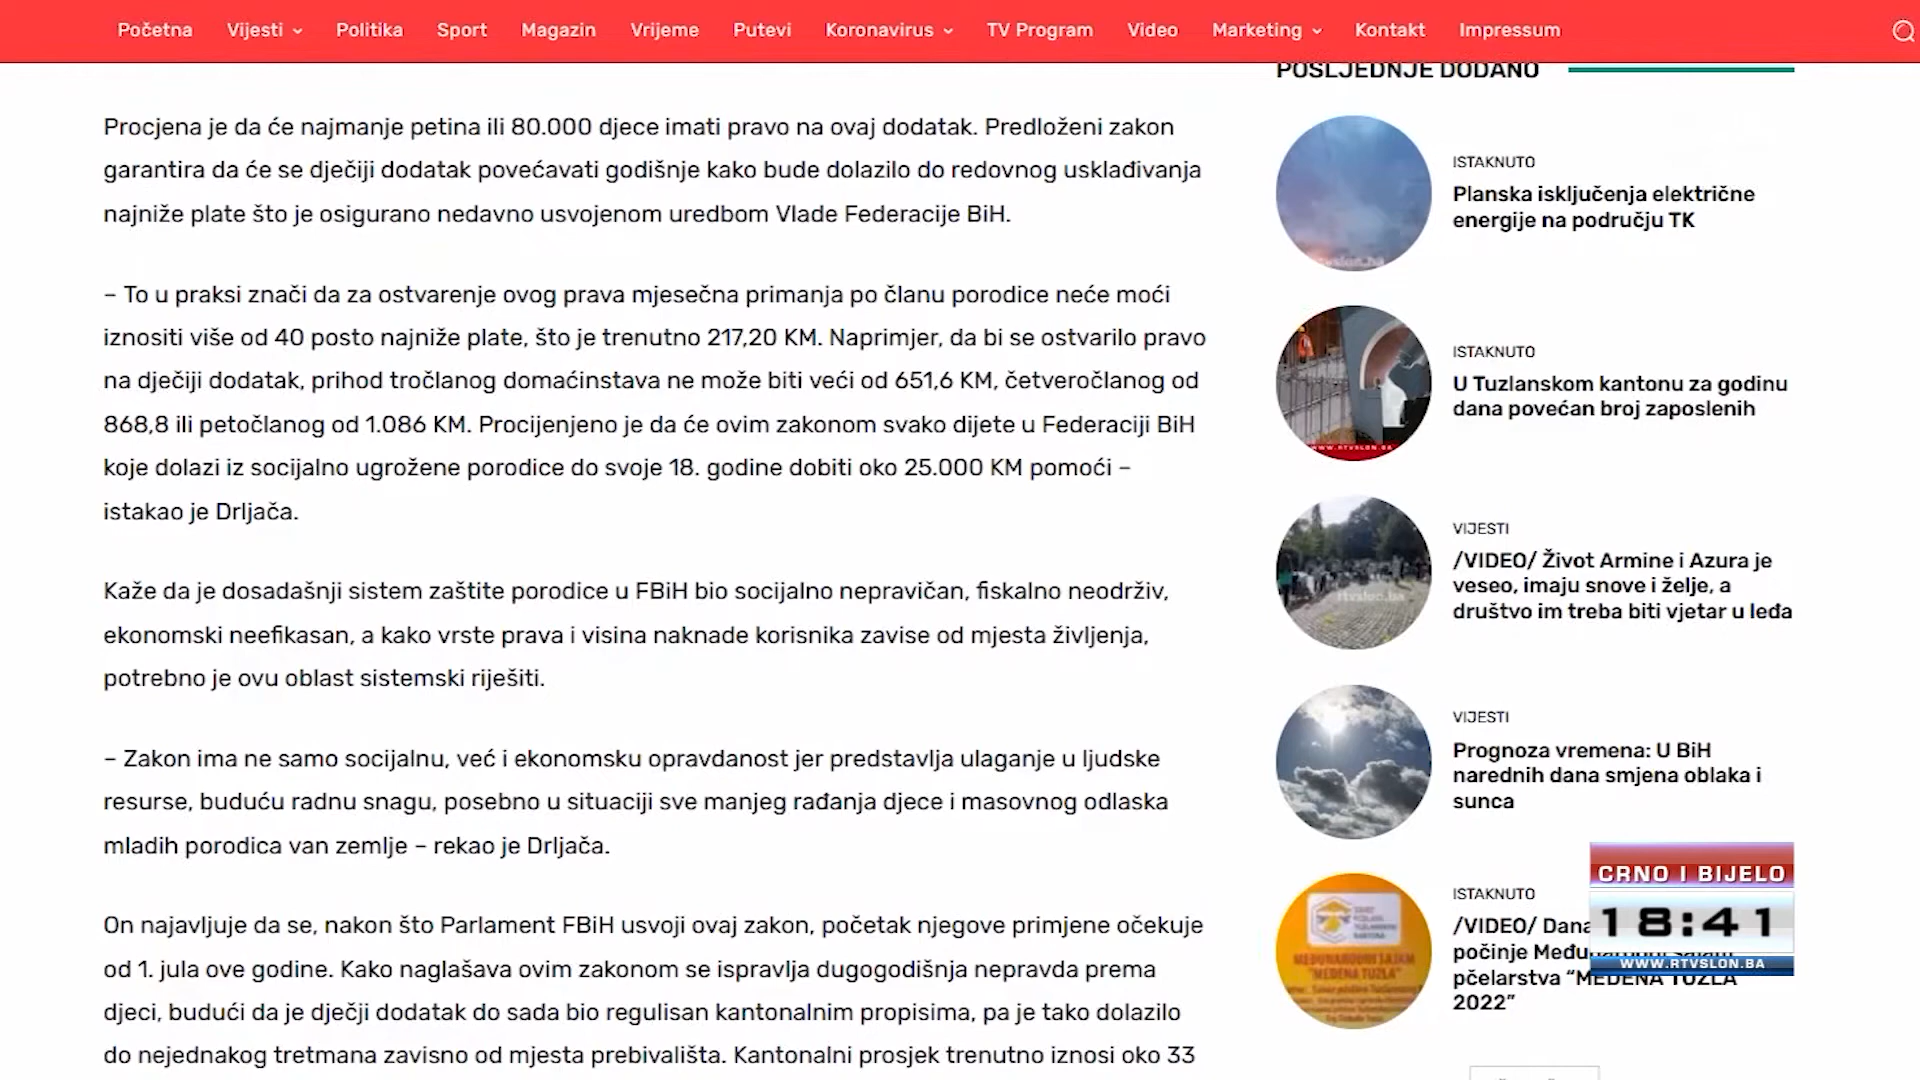 Početna Vijesti Politika Sport Magazin Vrijeme Putevi Koronavirus TV Program Video Marketing Kontakt Impressum
Procjena je da će najmanje petina ili 80.000 djece imati pravo na ovaj dodatak. Predloženi zakon
garantira da će se dječiji dodatak povećavati godišnje kako bude dolazilo do redovnog usklađivanja
najniže plate što je osigurano nedavno usvojenom uredbom Vlade Federacije BiH.
– To u praksi znači da za ostvarenje ovog prava mjesečna primanja po članu porodice neće moći
iznositi više od 40 posto najniže plate, što je trenutno 217,20 KM. Naprimjer, da bi se ostvarilo pravo
na dječiji dodatak, prihod tročlanog domaćinstava ne može biti veći od 651,6 KM, četveročlanog od
868,8 ili petočlanog od 1.086 KM. Procijenjeno je da će ovim zakonom svako dijete u Federaciji BiH
koje dolazi iz socijalno ugrožene porodice do svoje 18. godine dobiti oko 25.000 KM pomoći –
istakao je Drljača.
Kaže da je dosadašnji sistem zaštite porodice u FBiH bio socijalno nepravičan, fiskalno neodrživ,
ekonomski neefikasan, a kako vrste prava i visina naknade korisnika zavise od mjesta življenja,
potrebno je ovu oblast sistemski riješiti.
– Zakon ima ne samo socijalnu, već i ekonomsku opravdanost jer predstavlja ulaganje u ljudske
resurse, buduću radnu snagu, posebno u situaciji sve manjeg rađanja djece i masovnog odlaska
mladih porodica van zemlje – rekao je Drljača.
On najavljuje da se, nakon što Parlament FBiH usvoji ovaj zakon, početak njegove primjene očekuje
od 1. jula ove godine. Kako naglašava ovim zakonom se ispravlja dugogodišnja nepravda prema
djeci, budući da je dječji dodatak do sada bio regulisan kantonalnim propisima, pa je tako dolazilo
do nejednakog tretmana zavisno od mjesta prebivališta. Kantonalni prosjek trenutno iznosi oko 33
POSLJEDNJE DODANO
ISTAKNUTO
Planska isključenja električne
energije na području TK
ISTAKNUTO
U Tuzlanskom kantonu za godinu
dana povećan broj zaposlenih
WWW.RTVSLON.BA
VIJESTI
/VIDEO/ Život Armine i Azura je
veseo, imaju snove i želje, a
društvo im treba biti vjetar u leđa
rtvslon.ba
VIJESTI
Prognoza vremena: U BiH
narednih dana smjena oblaka i
sunca
ISTAKNUTO
/VIDEO/ Dana
počinje Međunarodni sajam
pčelarstva “MEDENA TUZLA
2022”
MEĐUNARODNI SAJAM
"MEDENA TUZLA"
CRNO I BIJELO
18:41
WWW.RTVSLON.BA